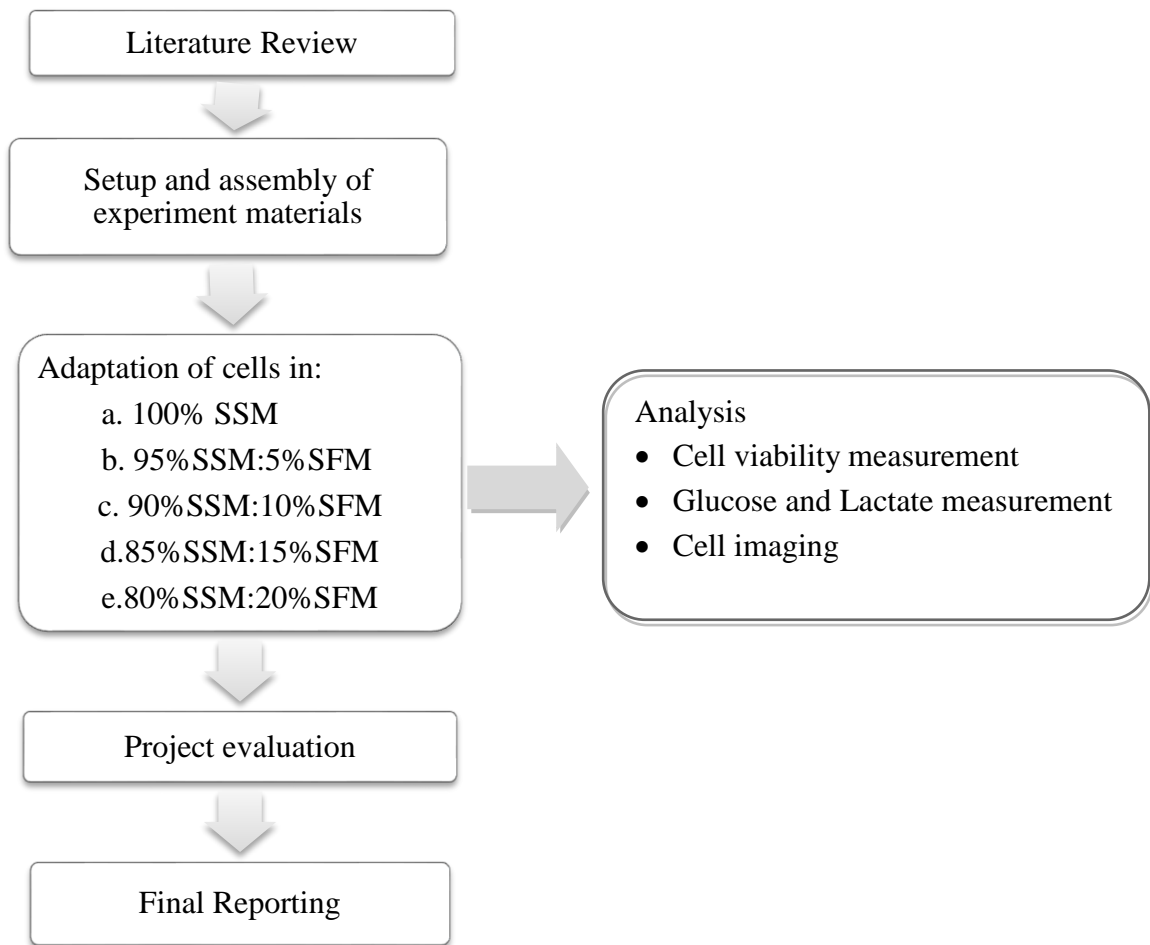 Literature Review
Setup and assembly of
experiment materials
Adaptation of cells in:
a. 100% SSM
b. 95%SSM:5%SFM
c. 90%SSM:10%SFM
d.85%SSM:15%SFM
e.80%SSM:20%SFM
Analysis
• Cell viability measurement
• Glucose and Lactate measurement
• Cell imaging
Project evaluation
Final Reporting